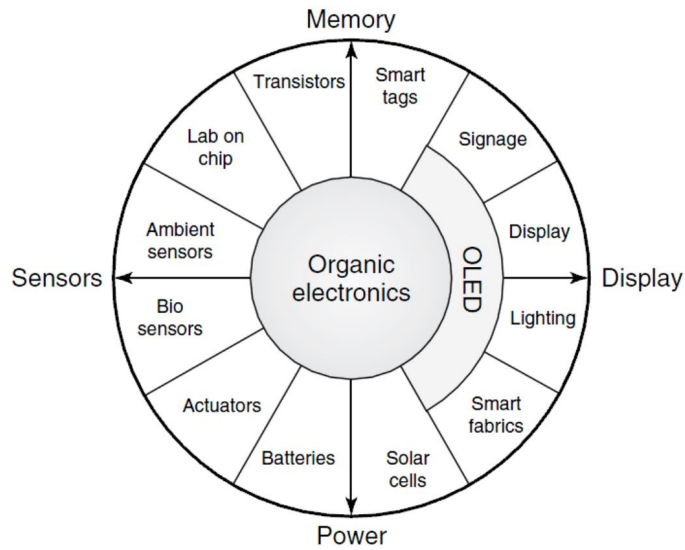 Memory
Transistors
Smart
tags
Lab on
chip
Signage
Ambient
sensors
Display
Sensors
Organic
electronics
OLED
Display
Bio
sensors
Lighting
Actuators
Smart
fabrics
Batteries
Solar
cells
Power